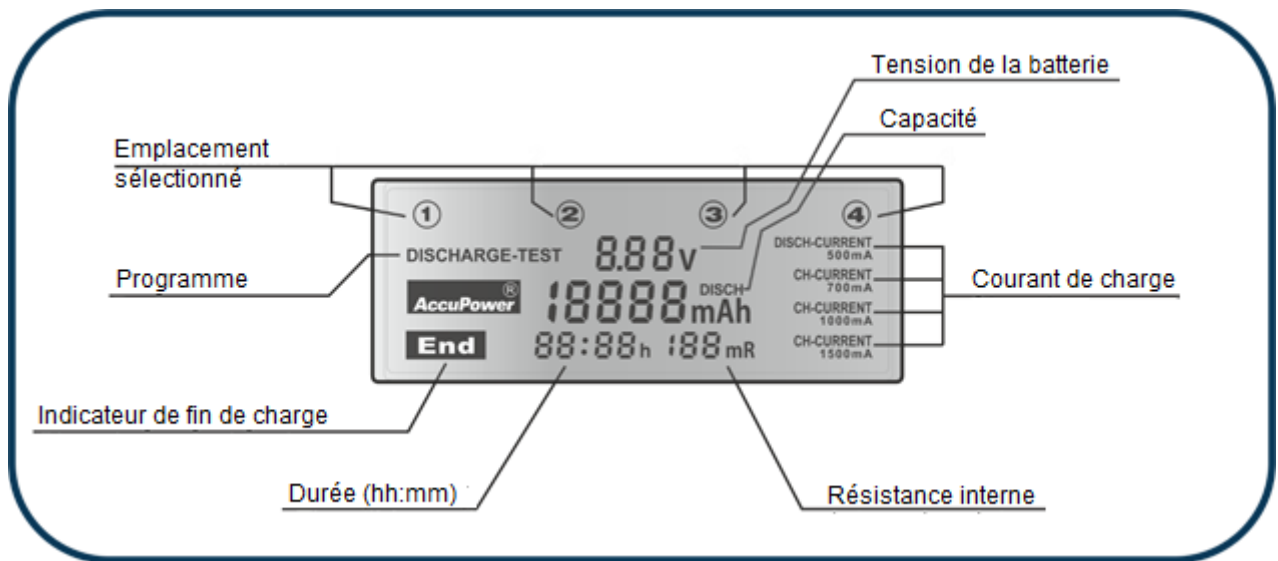 Tension de la batterie
Capacité
Emplacement
sélectionné
① ② ③ ④
DISCHARGE-TEST
8.88v
DISCH-CURRENT
500mA
Programme
AccuPower®
18888mAh
DISCH
CH-CURRENT
700mA
Courant de charge
CH-CURRENT
1000mA
End
88:88h
188mR
CH-CURRENT
1500mA
Indicateur de fin de charge
Durée (hh:mm)
Résistance interne